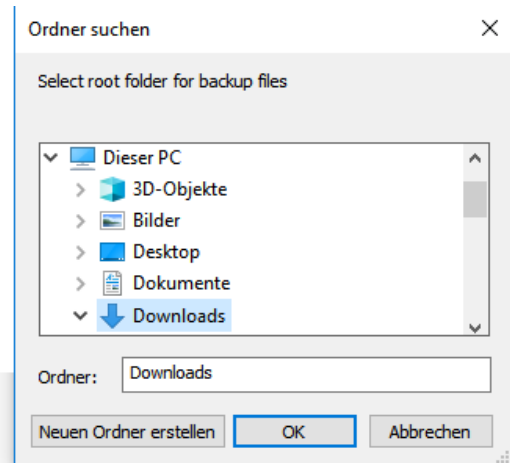 Ordner suchen
Select root folder for backup files
Dieser PC
3D-Objekte
Bilder
Desktop
Dokumente
Downloads
Ordner: Downloads
Neuen Ordner erstellen OK Abbrechen